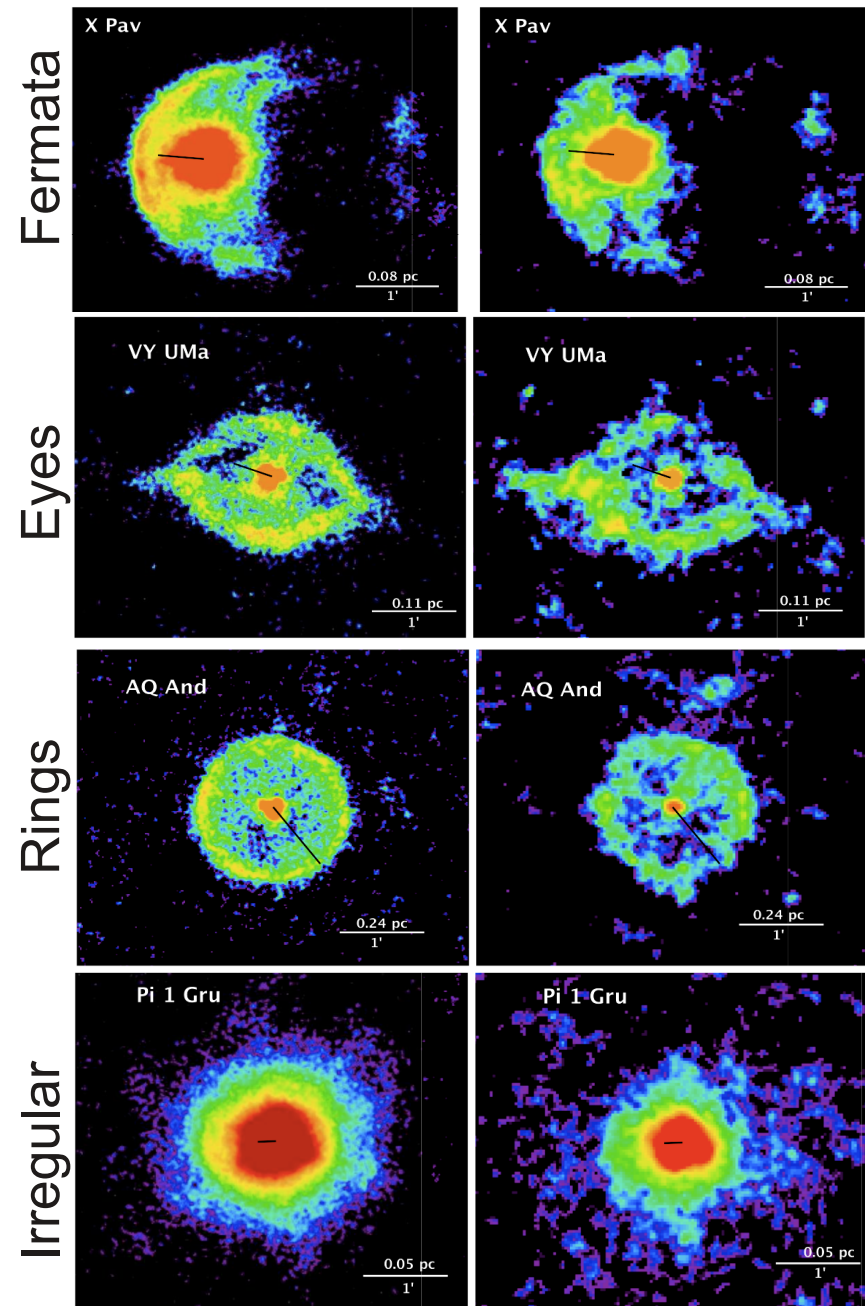 Fermata
X Pav
0.08 pc
1'
X Pav
0.08 pc
1'
Eyes
VY UMa
0.11 pc
1'
VY UMa
0.11 pc
1'
Rings
AQ And
0.24 pc
1'
AQ And
0.24 pc
1'
Irregular
Pi 1 Gru
0.05 pc
1'
Pi 1 Gru
0.05 pc
1'